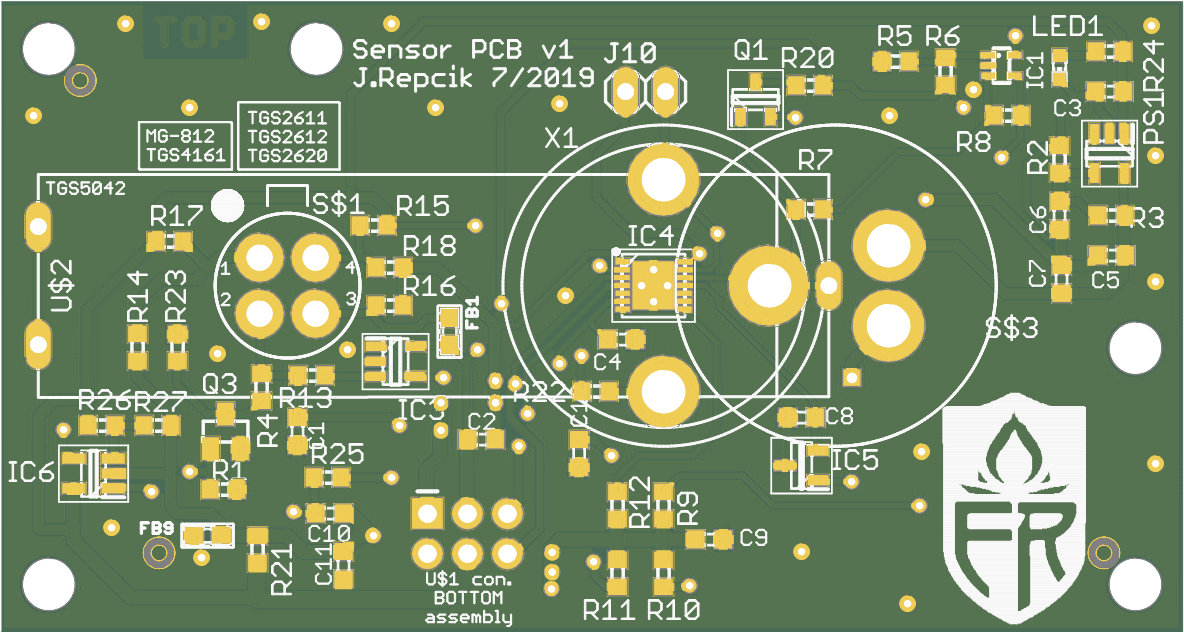 TOP
Sensor PCB v1
J.Repcik 7/2019
J10
Q1
R20
R5
R6
LED1
IC1
R24
C3
PS1
MG-812
TGS4161
TGS2611
TGS2612
TGS2620
X1
R8
R2
R7
TGS5042
R17
S$1
R15
IC4
C6
R3
U$2
1
4
R18
R14
R23
2
3
R16
FB1
C7
C5
S$3
C4
Q3
R13
R22
R26
R27
R4
IC3
C2
C8
IC6
R1
R25
IC5
FB9
R21
C10
C11
R12
R9
C9
U$1 con.
BOTTOM
assembly
R11
R10
FR